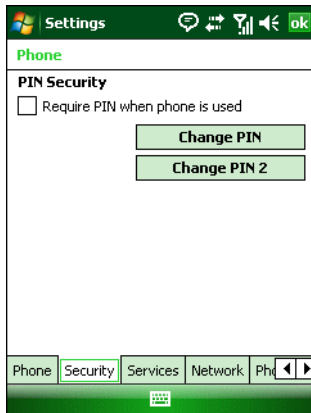 Settings
ok
Phone
PIN Security
Require PIN when phone is used
Change PIN
Change PIN 2
Phone Security Services Network